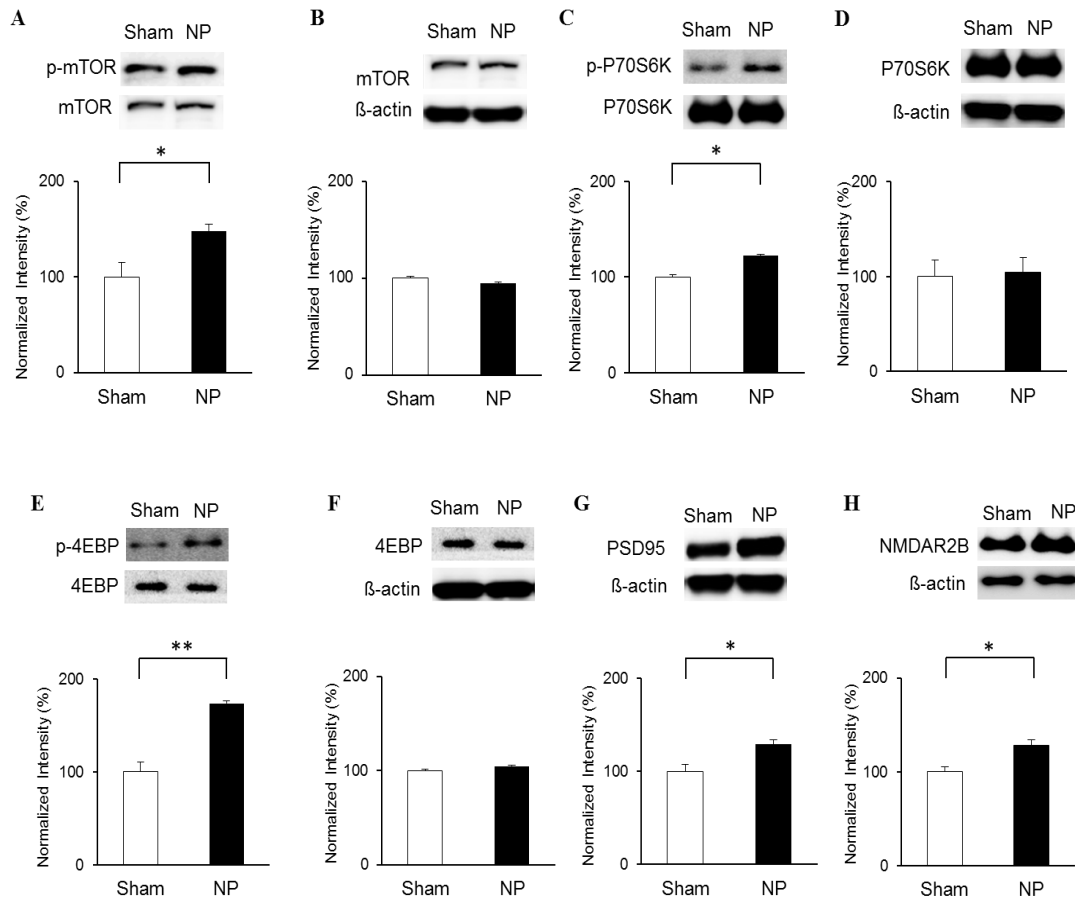 A
Sham NP
p-mTOR
mTOR
*
Normalized Intensity (%)
200
100
0
Sham NP
B
Sham NP
mTOR
ß-actin
Normalized Intensity (%)
200
100
0
Sham NP
C
Sham NP
p-P70S6K
P70S6K
*
Normalized Intensity (%)
200
100
0
Sham NP
D
Sham NP
P70S6K
ß-actin
Normalized Intensity (%)
200
100
0
Sham NP
E
Sham NP
p-4EBP
4EBP
**
Normalized Intensity (%)
200
100
0
Sham NP
F
Sham NP
4EBP
ß-actin
Normalized Intensity (%)
200
100
0
Sham NP
G
Sham NP
PSD95
ß-actin
*
Normalized Intensity (%)
200
100
0
Sham NP
H
Sham NP
NMDAR2B
ß-actin
*
Normalized Intensity (%)
200
100
0
Sham NP